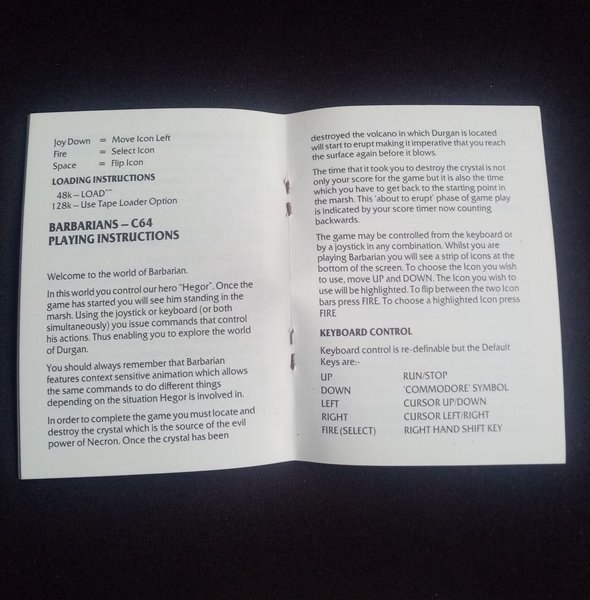 Joy Down = Move Icon Left
Fire = Select Icon
Space = Flip Icon
LOADING INSTRUCTIONS
48k – LOAD""
128k – Use Tape Loader Option
BARBARIANS – C64
PLAYING INSTRUCTIONS
Welcome to the world of Barbarian.
In this world you control our hero "Hegor". Once the
game has started you will see him standing in the
marsh. Using the joystick or keyboard (or both
simultaneously) you issue commands that control
his actions. Thus enabling you to explore the world
of Durgan.
You should always remember that Barbarian
features context sensitive animation which allows
the same commands to do different things
depending on the situation Hegor is involved in.
In order to complete the game you must locate and
destroy the crystal which is the source of the evil
power of Necron. Once the crystal has been
destroyed the volcano in which Durgan is located
will start to erupt making it imperative that you reach
the surface again before it blows.
The time that it took you to destroy the crystal is not
only your score for the game but it is also the time
which you have to get back to the starting point in
the marsh. This 'about to erupt' phase of game play
is indicated by your score timer now counting
backwards.
The game may be controlled from the keyboard or
by a joystick in any combination. Whilst you are
playing Barbarian you will see a strip of icons at the
bottom of the screen. To choose the Icon you wish
to use, move UP and DOWN. The Icon you wish to
use will be highlighted. To flip between the two Icon
bars press FIRE. To choose a highlighted Icon press
FIRE
KEYBOARD CONTROL
Keyboard control is re-definable but the Default
Keys are:-
UP RUN/STOP
DOWN 'COMMODORE' SYMBOL
LEFT CURSOR UP/DOWN
RIGHT CURSOR LEFT/RIGHT
FIRE (SELECT) RIGHT HAND SHIFT KEY